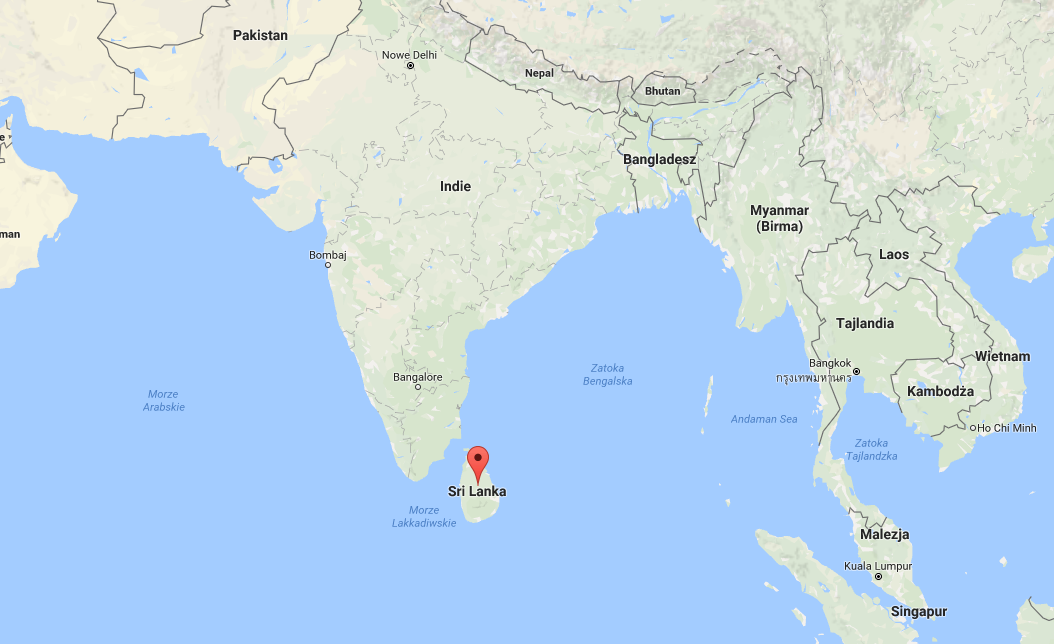 Pakistan
Nowe Delhi
Nepal
Bhutan
Bangladesz
Indie
Myanmar
(Birma)
man
Bombaj
Laos
Tajlandia
Wietnam
Bangkok
กรุงเทพมหานคร
Zatoka
Bengalska
Bangalore
Kambodża
Morze
Arabskie
Andaman Sea
Ho Chi Minh
Zatoka
Tajlandzka
Sri Lanka
Morze
Lakkadiwskie
Malezja
Kuala Lumpur
Singapur